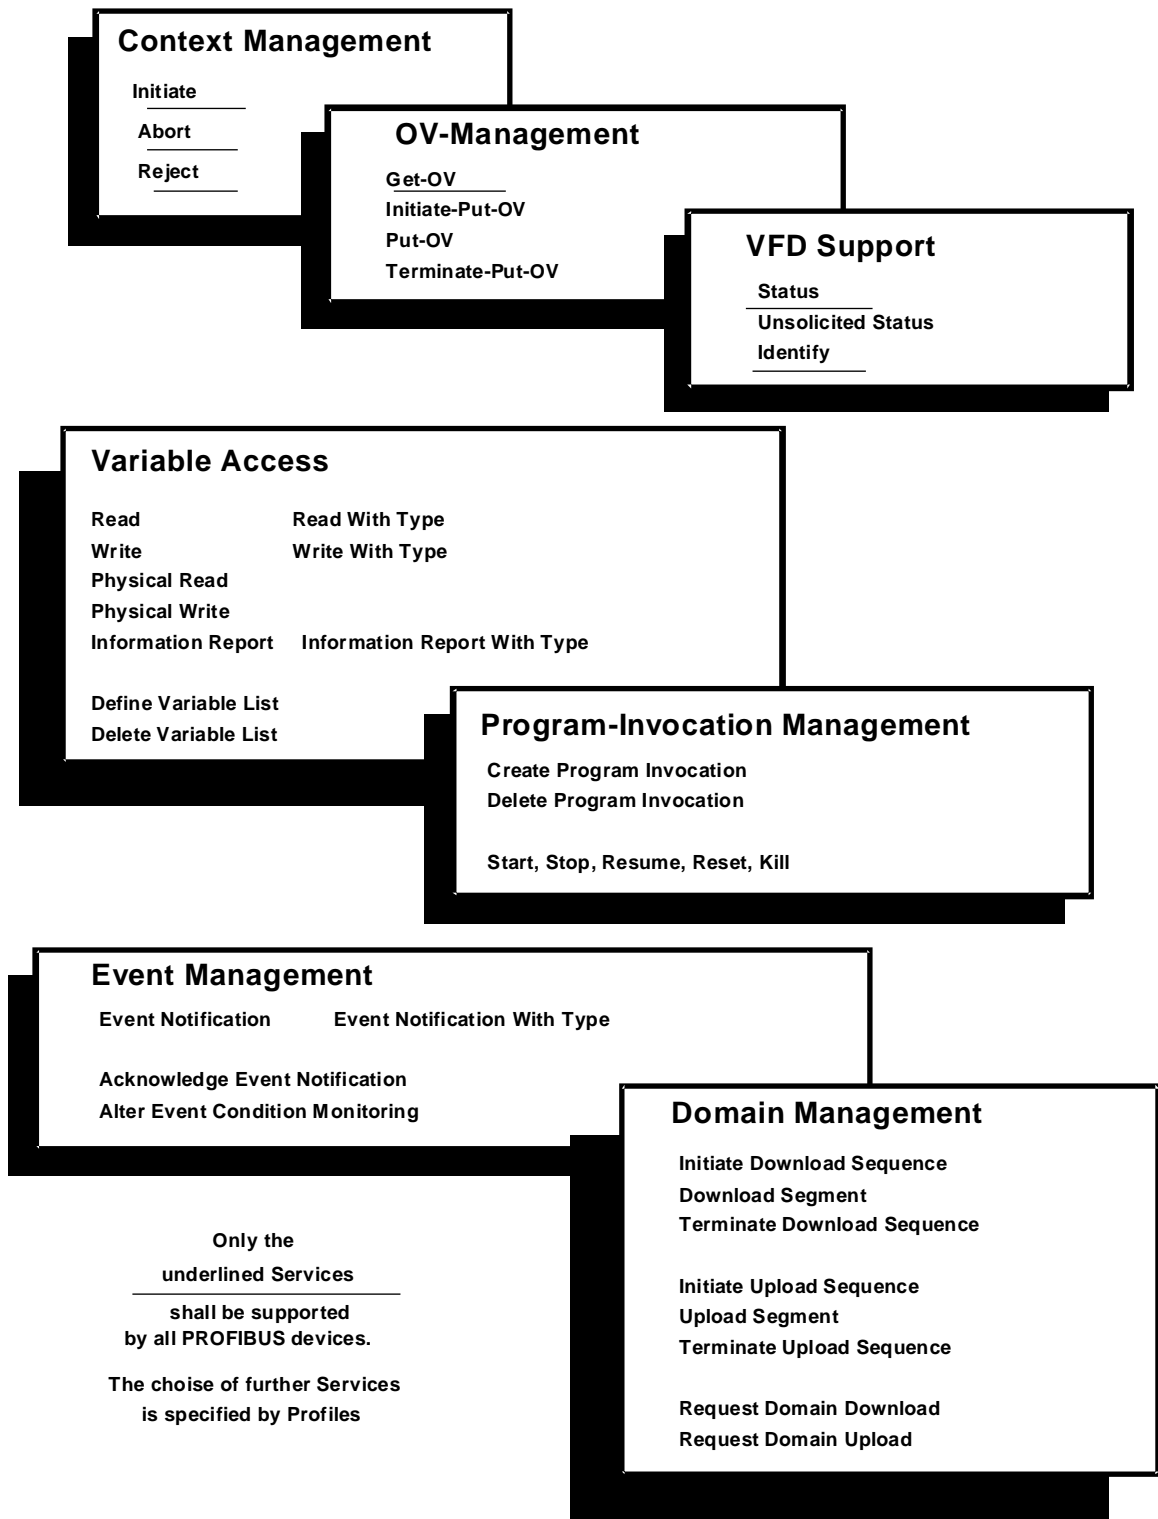 Context Management
Initiate
Abort
Reject
OV-Management
Get-OV
Initiate-Put-OV
Put-OV
Terminate-Put-OV
VFD Support
Status
Unsolicited Status
Identify
Variable Access
Read Read With Type
Write Write With Type
Physical Read
Physical Write
Information Report Information Report With Type
Define Variable List
Delete Variable List
Program-Invocation Management
Create Program Invocation
Delete Program Invocation
Start, Stop, Resume, Reset, Kill
Event Management
Event Notification Event Notification With Type
Acknowledge Event Notification
Alter Event Condition Monitoring
Domain Management
Initiate Download Sequence
Download Segment
Terminate Download Sequence
Initiate Upload Sequence
Upload Segment
Terminate Upload Sequence
Request Domain Download
Request Domain Upload
Only the
underlined Services
shall be supported
by all PROFIBUS devices.
The choise of further Services
is specified by Profiles